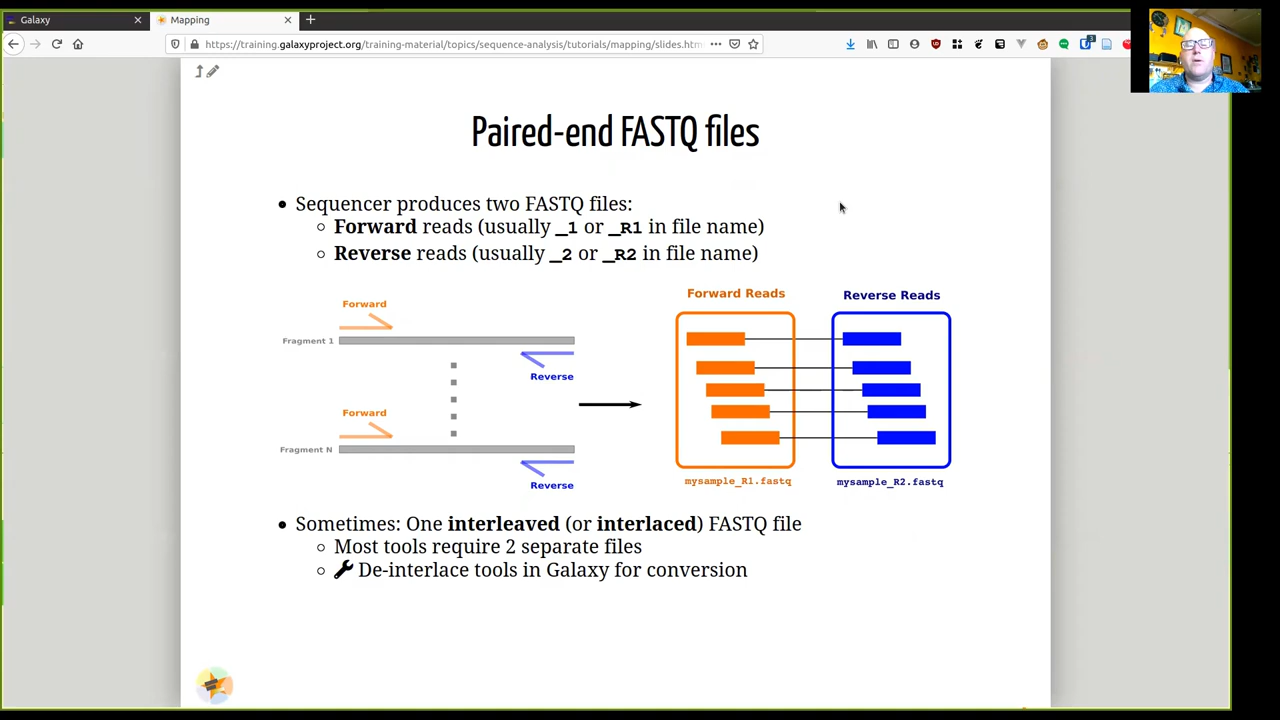 Galaxy
Mapping
https://training.galaxyproject.org/training-material/topics/sequence-analysis/tutorials/mapping/slides.htm
Paired-end FASTQ files
Sequencer produces two FASTQ files:
Forward reads (usually _1 or _R1 in file name)
Reverse reads (usually _2 or _R2 in file name)
Forward
Fragment 1
Reverse
Forward
Fragment N
Reverse
Forward Reads
Reverse Reads
mysample_R1.fastq
mysample_R2.fastq
Sometimes: One interleaved (or interlaced) FASTQ file
Most tools require 2 separate files
De-interlace tools in Galaxy for conversion